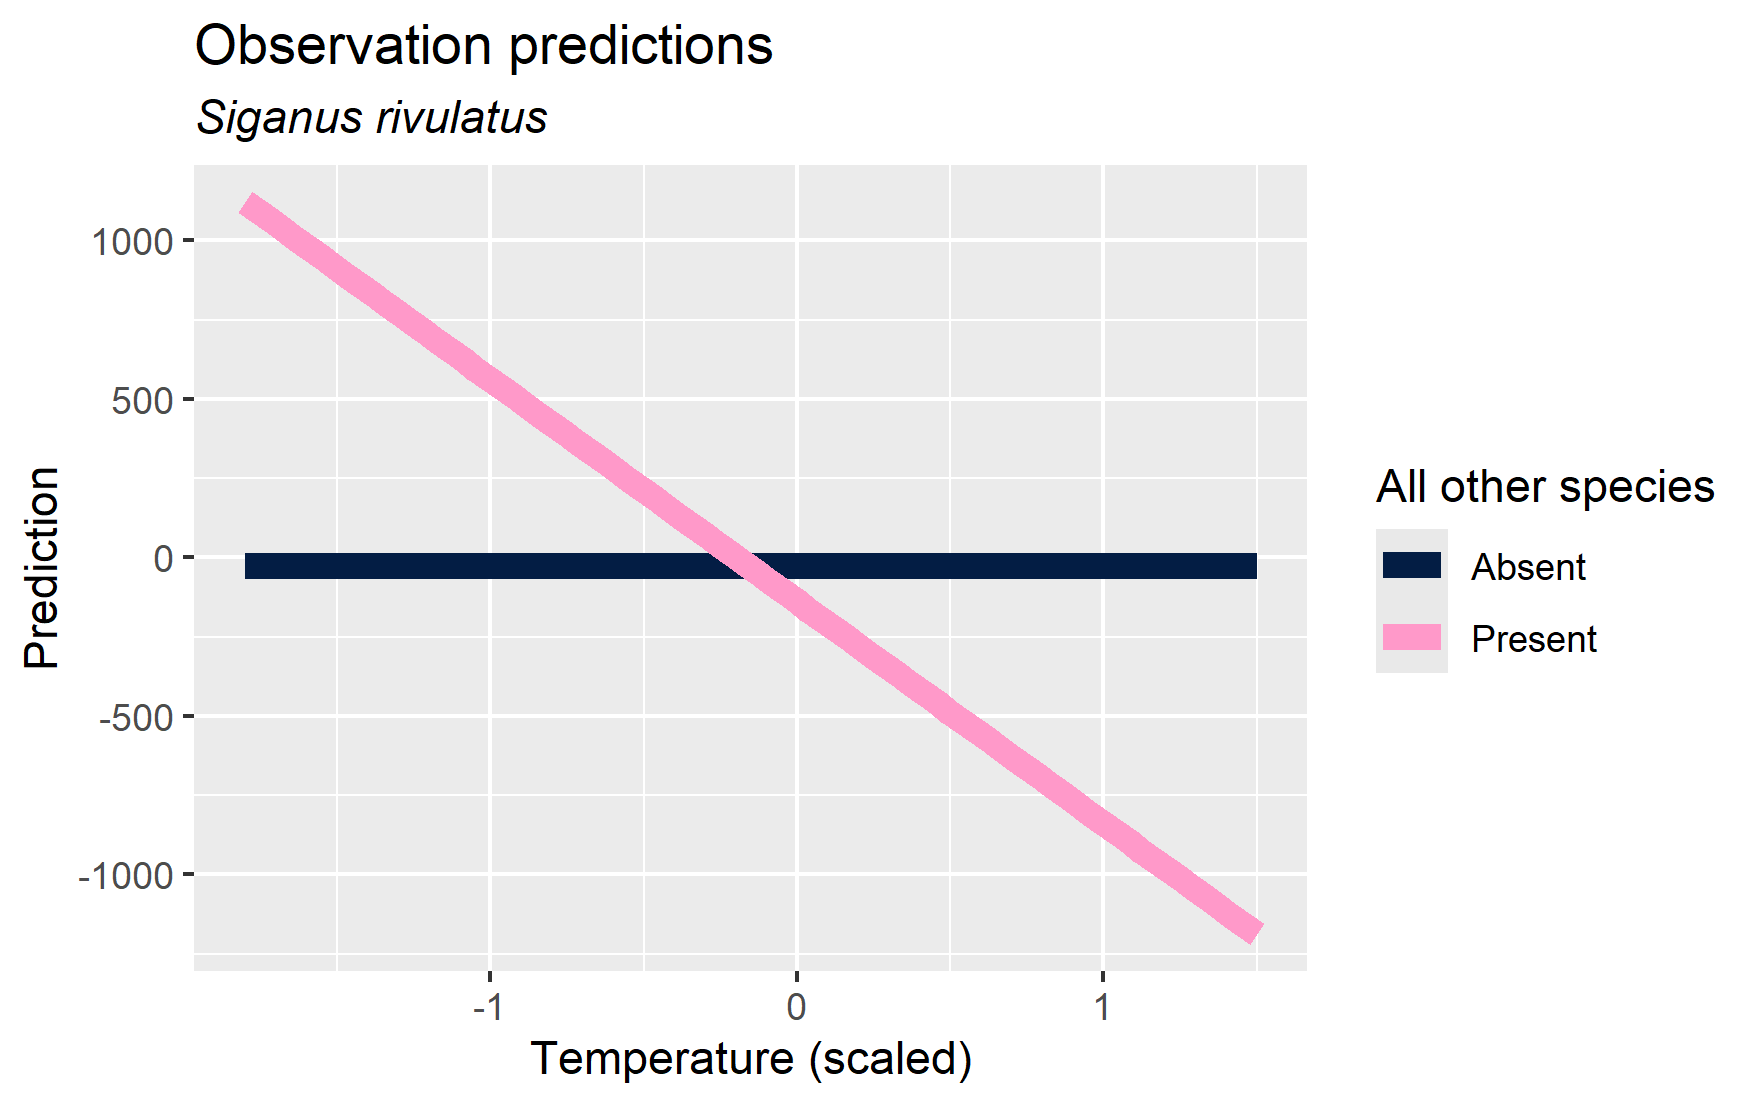 Observation predictions
Siganus rivulatus
1000
500
0
-500
-1000
Prediction
-1
0
1
Temperature (scaled)
All other species
Absent
Present